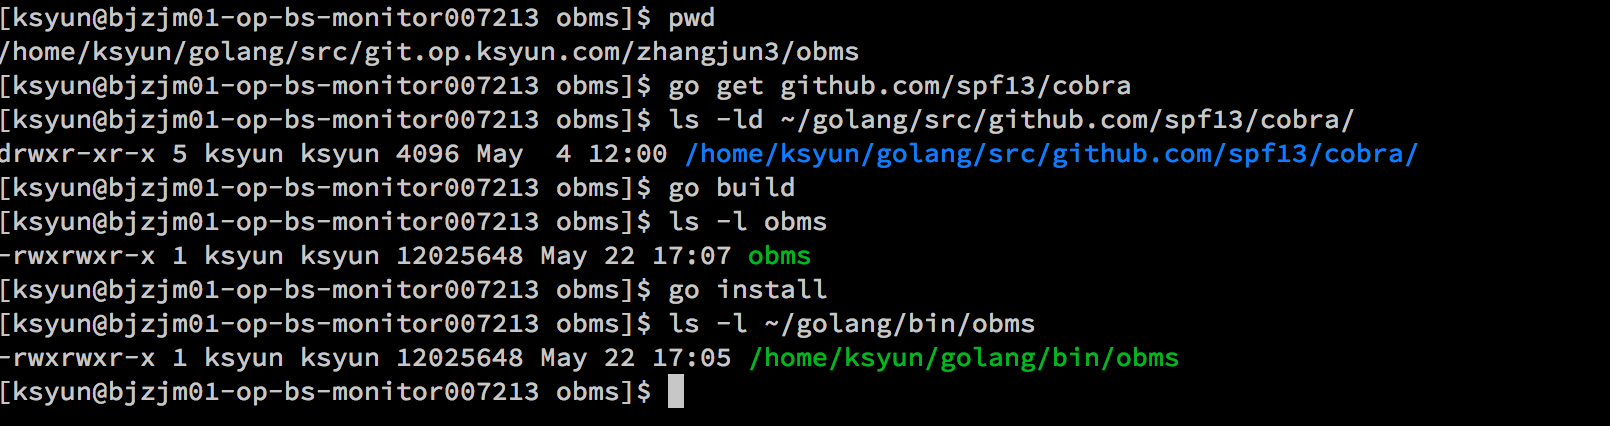 [ksyun@bjzjm01-op-bs-monitor007213 obms]$ pwd
/home/ksyun/golang/src/git.op.ksyun.com/zhangjun3/obms
[ksyun@bjzjm01-op-bs-monitor007213 obms]$ go get github.com/spf13/cobra
[ksyun@bjzjm01-op-bs-monitor007213 obms]$ ls -ld ~/golang/src/github.com/spf13/cobra/
drwxr-xr-x 5 ksyun ksyun 4096 May  4 12:00 /home/ksyun/golang/src/github.com/spf13/cobra/
[ksyun@bjzjm01-op-bs-monitor007213 obms]$ go build
[ksyun@bjzjm01-op-bs-monitor007213 obms]$ ls -l obms
-rwxrwxr-x 1 ksyun ksyun 12025648 May 22 17:07 obms
[ksyun@bjzjm01-op-bs-monitor007213 obms]$ go install
[ksyun@bjzjm01-op-bs-monitor007213 obms]$ ls -l ~/golang/bin/obms
-rwxrwxr-x 1 ksyun ksyun 12025648 May 22 17:05 /home/ksyun/golang/bin/obms
[ksyun@bjzjm01-op-bs-monitor007213 obms]$